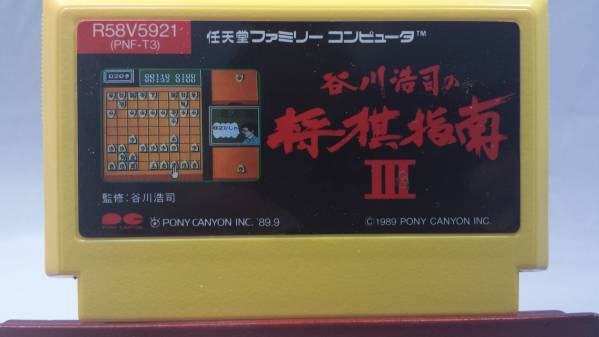 R58V5921
(PNF-T3)
任天堂ファミリー コンピュータ™
谷川浩司の
将棋指南
III
監修:谷川浩司
PONY CANYON
PONY CANYON INC. '89.9
©1989 PONY CANYON INC.